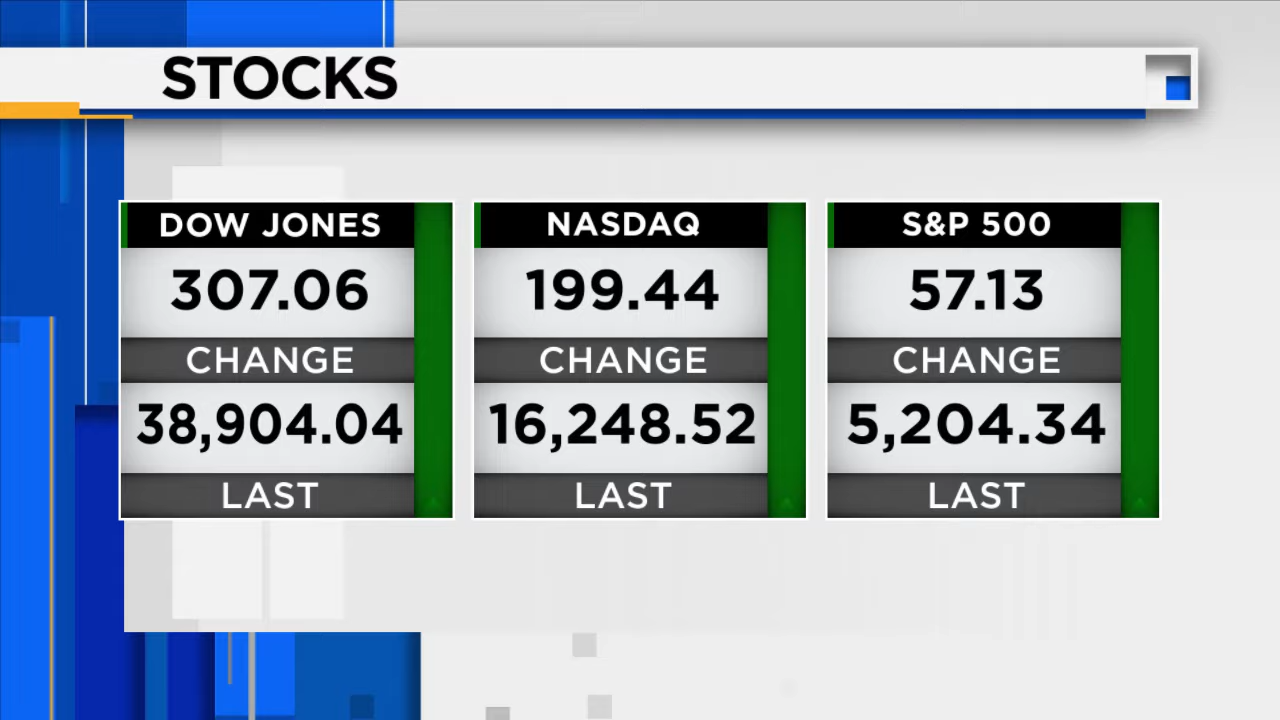 STOCKS
DOW JONES
307.06
CHANGE
38,904.04
LAST
NASDAQ
199.44
CHANGE
16,248.52
LAST
S&P 500
57.13
CHANGE
5,204.34
LAST